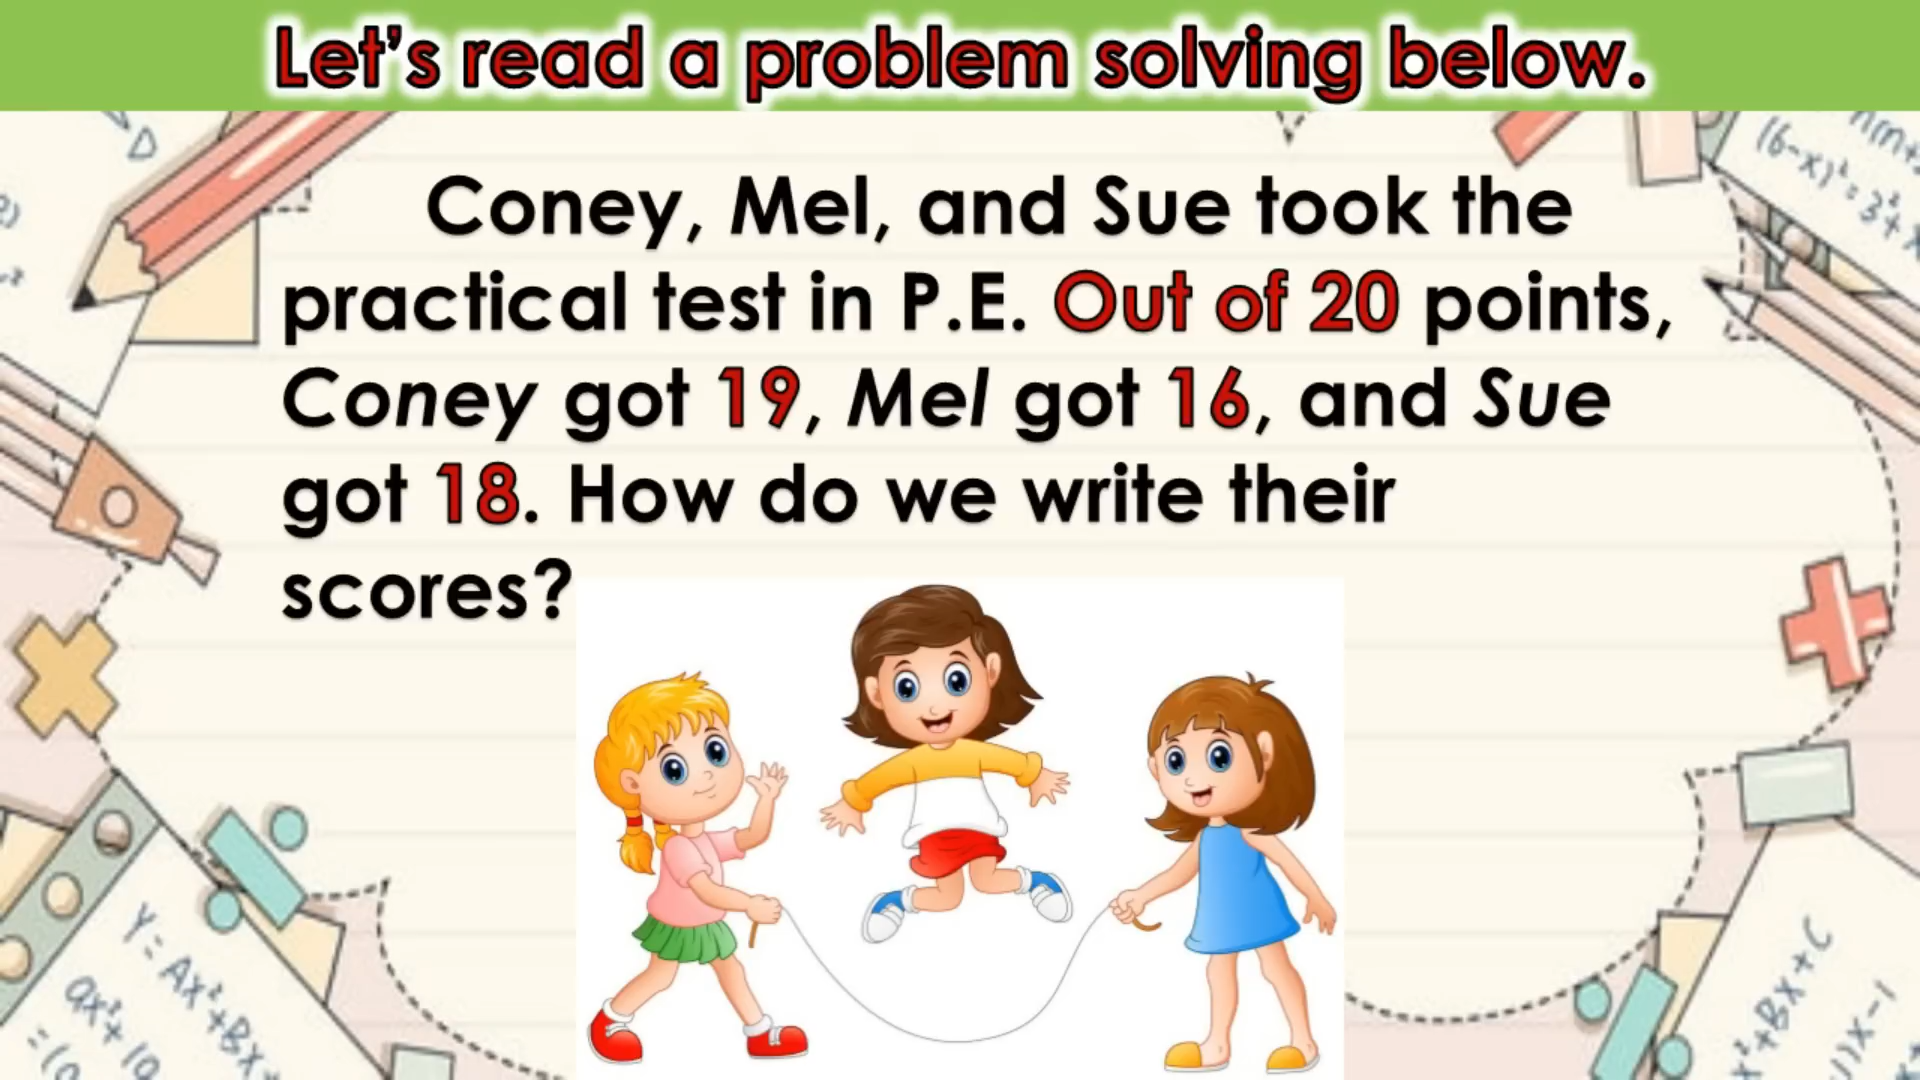 Let's read a problem solving below.
Coney, Mel, and Sue took the
practical test in P.E. Out of 20 points,
Coney got 19, Mel got 16, and Sue
got 18. How do we write their
scores?